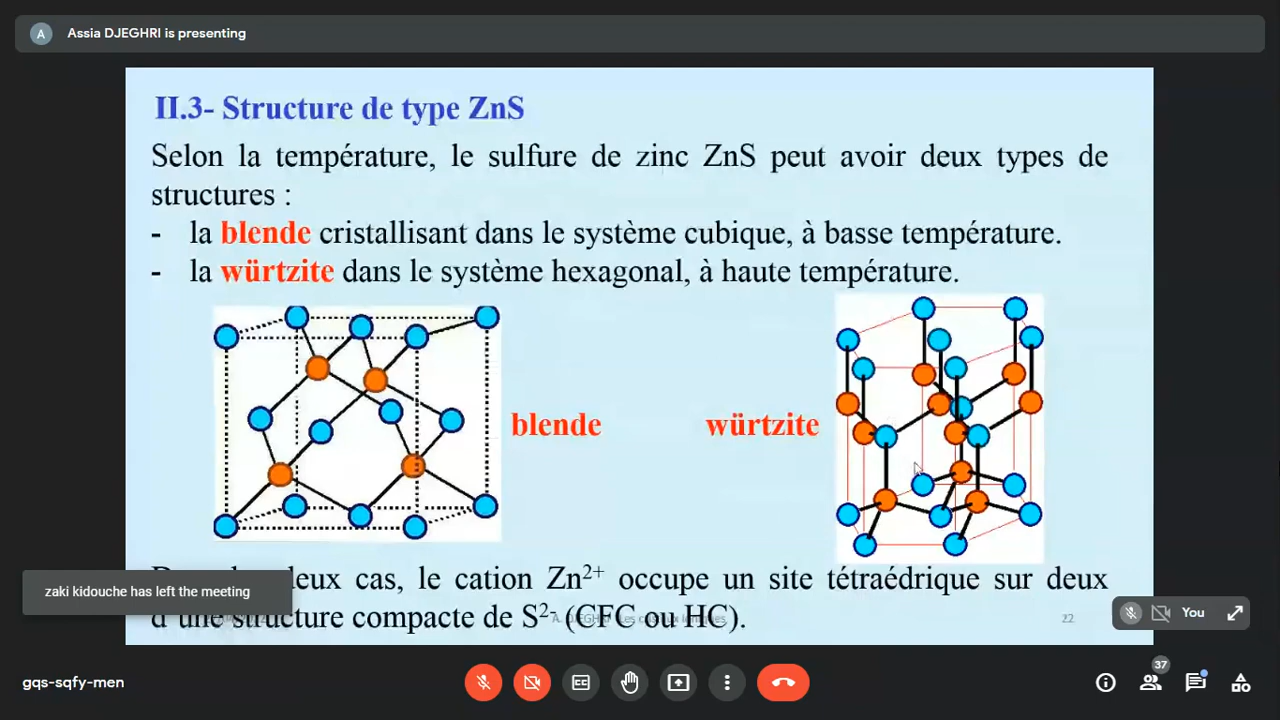 A Assia DJEGHRI is presenting
II.3- Structure de type ZnS
Selon la température, le sulfure de zinc ZnS peut avoir deux types de
structures :
- la blende cristallisant dans le système cubique, à basse température.
- la würtzite dans le système hexagonal, à haute température.
blende
würtzite
deux cas, le cation Zn²⁺ occupe un site tétraédrique sur deux
d'une structure compacte de S²⁻ (CFC ou HC).
A. DJEGHRI
22
zaki kidouche has left the meeting
You
gqs-sqfy-men
37